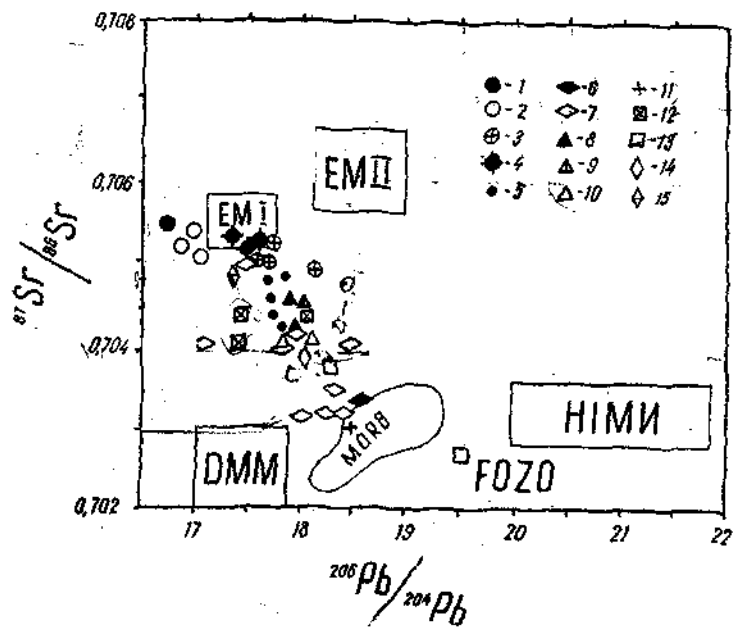 0,708
0,706
0,704
0,702
⁸⁷Sr/⁸⁶Sr
EM I
EM II
DMM
MORB
FOZO
HIMИ
-1
-2
-3
-4
-5
-6
-7
-8
-9
-10
-11
-12
-13
-14
-15
17 18 19 20 21 22
²⁰⁶Pb/²⁰⁴Pb